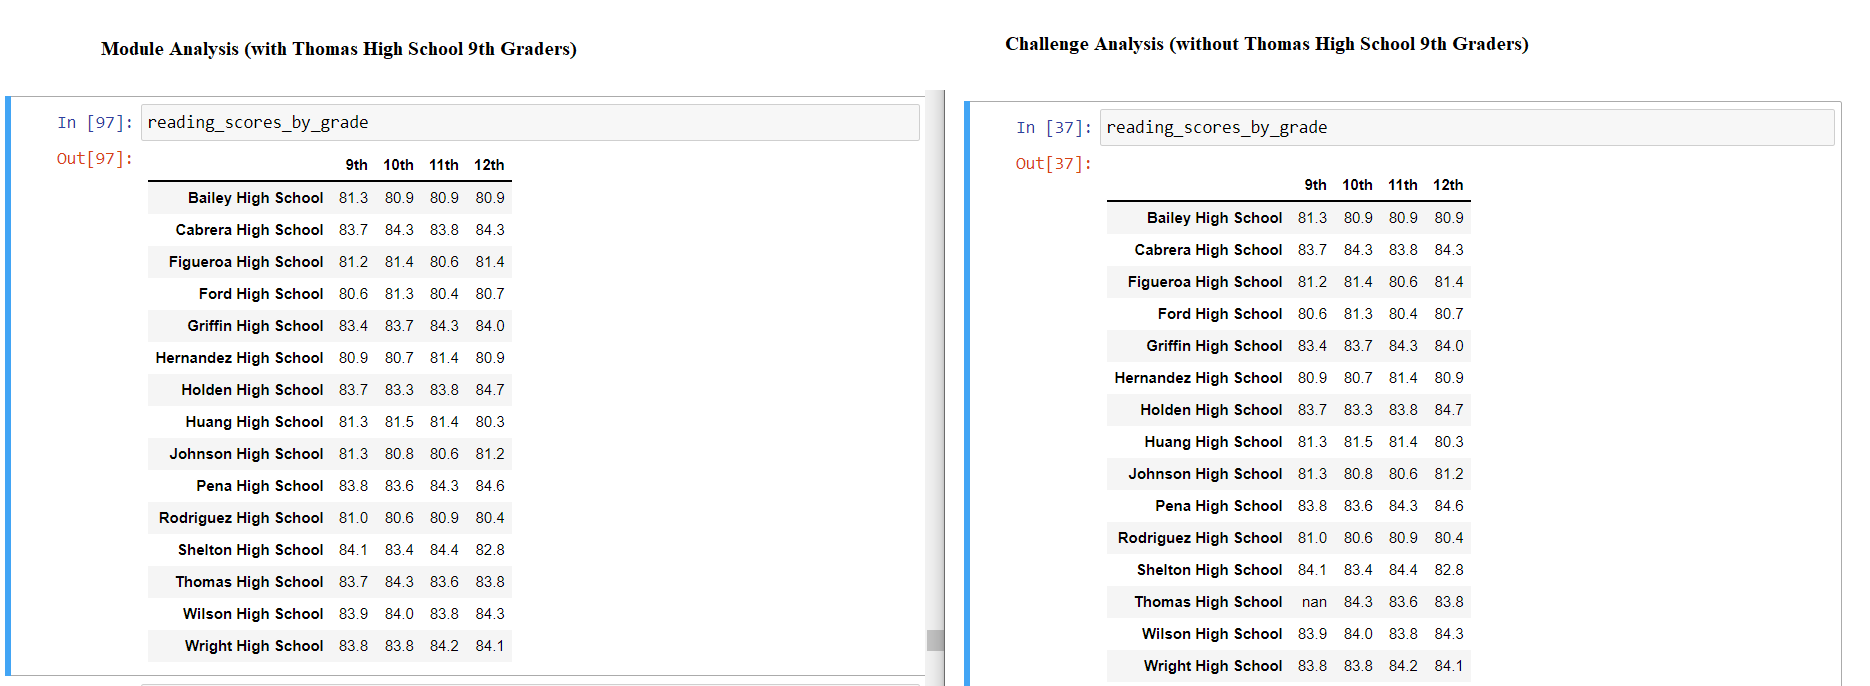 Module Analysis (with Thomas High School 9th Graders)
In [97]: reading_scores_by_grade
Out[97]:
9th 10th 11th 12th
Bailey High School 81.3 80.9 80.9 80.9
Cabrera High School 83.7 84.3 83.8 84.3
Figueroa High School 81.2 81.4 80.6 81.4
Ford High School 80.6 81.3 80.4 80.7
Griffin High School 83.4 83.7 84.3 84.0
Hernandez High School 80.9 80.7 81.4 80.9
Holden High School 83.7 83.3 83.8 84.7
Huang High School 81.3 81.5 81.4 80.3
Johnson High School 81.3 80.8 80.6 81.2
Pena High School 83.8 83.6 84.3 84.6
Rodriguez High School 81.0 80.6 80.9 80.4
Shelton High School 84.1 83.4 84.4 82.8
Thomas High School 83.7 84.3 83.6 83.8
Wilson High School 83.9 84.0 83.8 84.3
Wright High School 83.8 83.8 84.2 84.1
Challenge Analysis (without Thomas High School 9th Graders)
In [37]: reading_scores_by_grade
Out[37]:
9th 10th 11th 12th
Bailey High School 81.3 80.9 80.9 80.9
Cabrera High School 83.7 84.3 83.8 84.3
Figueroa High School 81.2 81.4 80.6 81.4
Ford High School 80.6 81.3 80.4 80.7
Griffin High School 83.4 83.7 84.3 84.0
Hernandez High School 80.9 80.7 81.4 80.9
Holden High School 83.7 83.3 83.8 84.7
Huang High School 81.3 81.5 81.4 80.3
Johnson High School 81.3 80.8 80.6 81.2
Pena High School 83.8 83.6 84.3 84.6
Rodriguez High School 81.0 80.6 80.9 80.4
Shelton High School 84.1 83.4 84.4 82.8
Thomas High School nan 84.3 83.6 83.8
Wilson High School 83.9 84.0 83.8 84.3
Wright High School 83.8 83.8 84.2 84.1